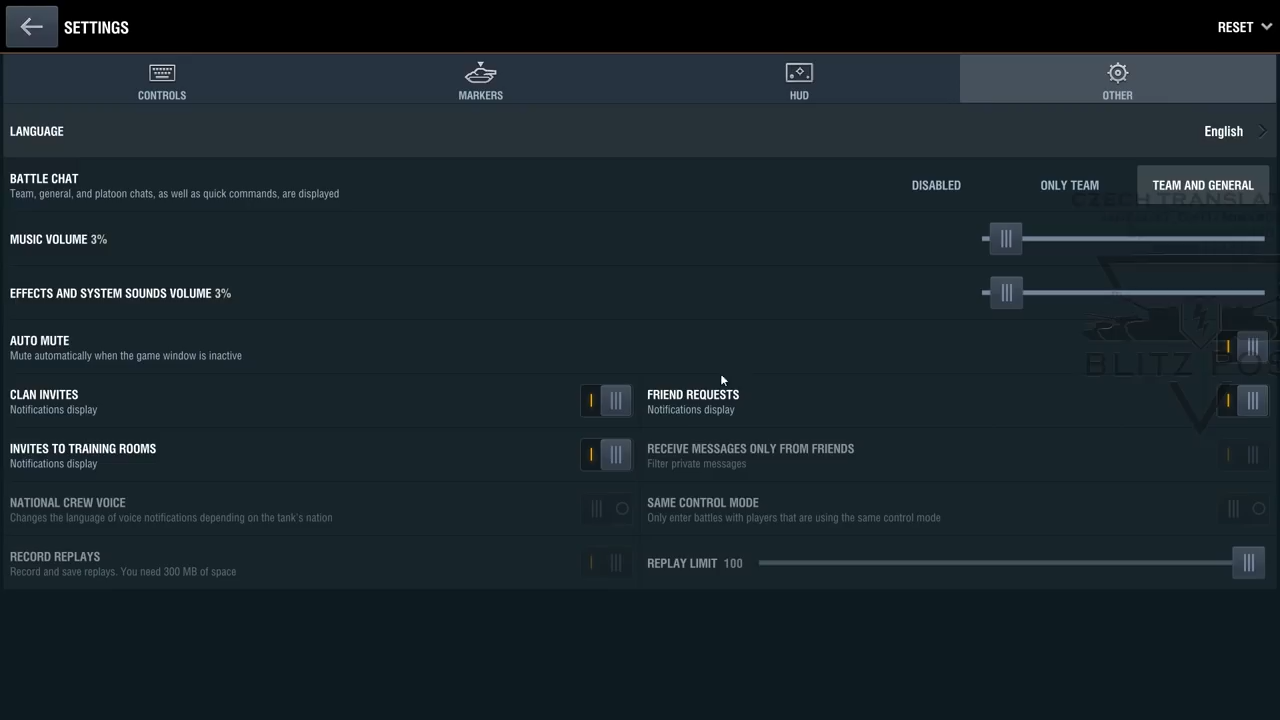 SETTINGS
RESET
CONTROLS
MARKERS
HUD
OTHER
LANGUAGE
English
BATTLE CHAT
Team, general, and platoon chats, as well as quick commands, are displayed
DISABLED
ONLY TEAM
TEAM AND GENERAL
CZECH TRANSLA
MUSIC VOLUME 3%
EFFECTS AND SYSTEM SOUNDS VOLUME 3%
AUTO MUTE
Mute automatically when the game window is inactive
BLITZ POS
CLAN INVITES
Notifications display
FRIEND REQUESTS
Notifications display
INVITES TO TRAINING ROOMS
Notifications display
RECEIVE MESSAGES ONLY FROM FRIENDS
Filter private messages
NATIONAL CREW VOICE
Changes the language of voice notifications depending on the tank's nation
SAME CONTROL MODE
Only enter battles with players that are using the same control mode
RECORD REPLAYS
Record and save replays. You need 300 MB of space
REPLAY LIMIT 100